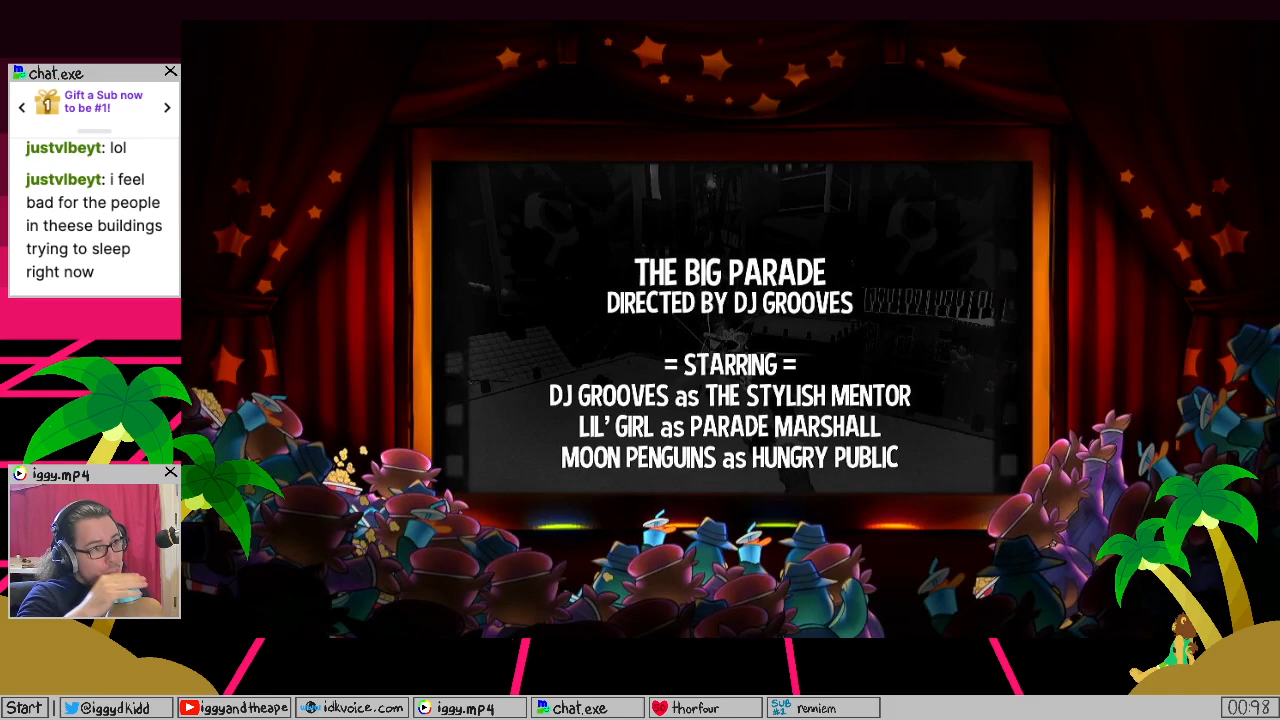 chat.exe
Gift a Sub now
to be #1!
1
justvlbeyt: lol
justvlbeyt: i feel
bad for the people
in theese buildings
trying to sleep
right now
THE BIG PARADE
DIRECTED BY DJ GROOVES
= STARRING =
DJ GROOVES as THE STYLISH MENTOR
LIL' GIRL as PARADE MARSHALL
MOON PENGUINS as HUNGRY PUBLIC
iggy.mp4
Start | @iggydkidd iggyandtheape www idkvoice.com iggy.mp4 chat.exe thorfour SUB #1 renniem 00:98